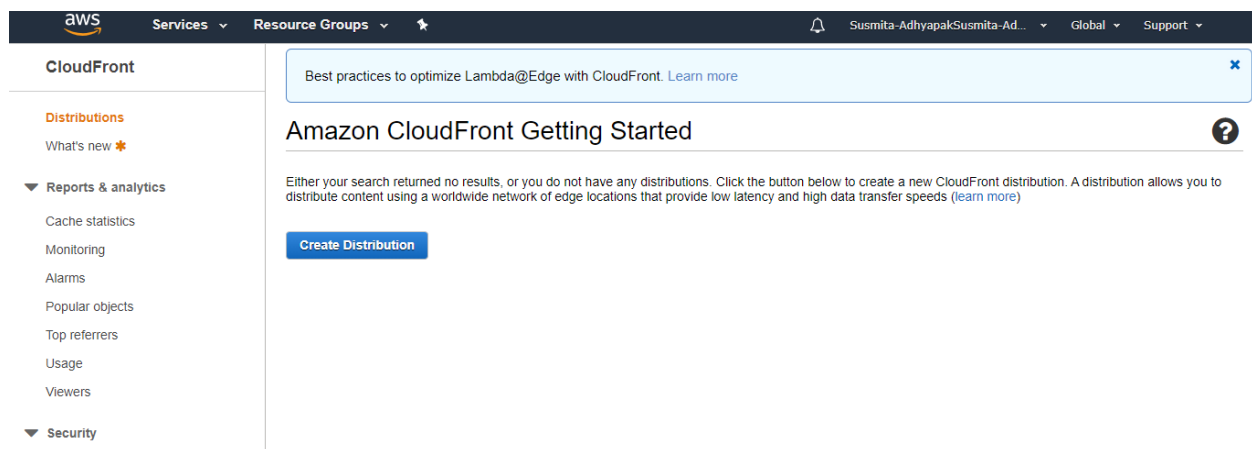 aws Services Resource Groups Susmita-AdhyapakSusmita-Ad... Global Support
CloudFront
Distributions
What's new
Reports & analytics
Cache statistics
Monitoring
Alarms
Popular objects
Top referrers
Usage
Viewers
Security
Best practices to optimize Lambda@Edge with CloudFront. Learn more
Amazon CloudFront Getting Started
Either your search returned no results, or you do not have any distributions. Click the button below to create a new CloudFront distribution. A distribution allows you to
distribute content using a worldwide network of edge locations that provide low latency and high data transfer speeds (learn more)
Create Distribution